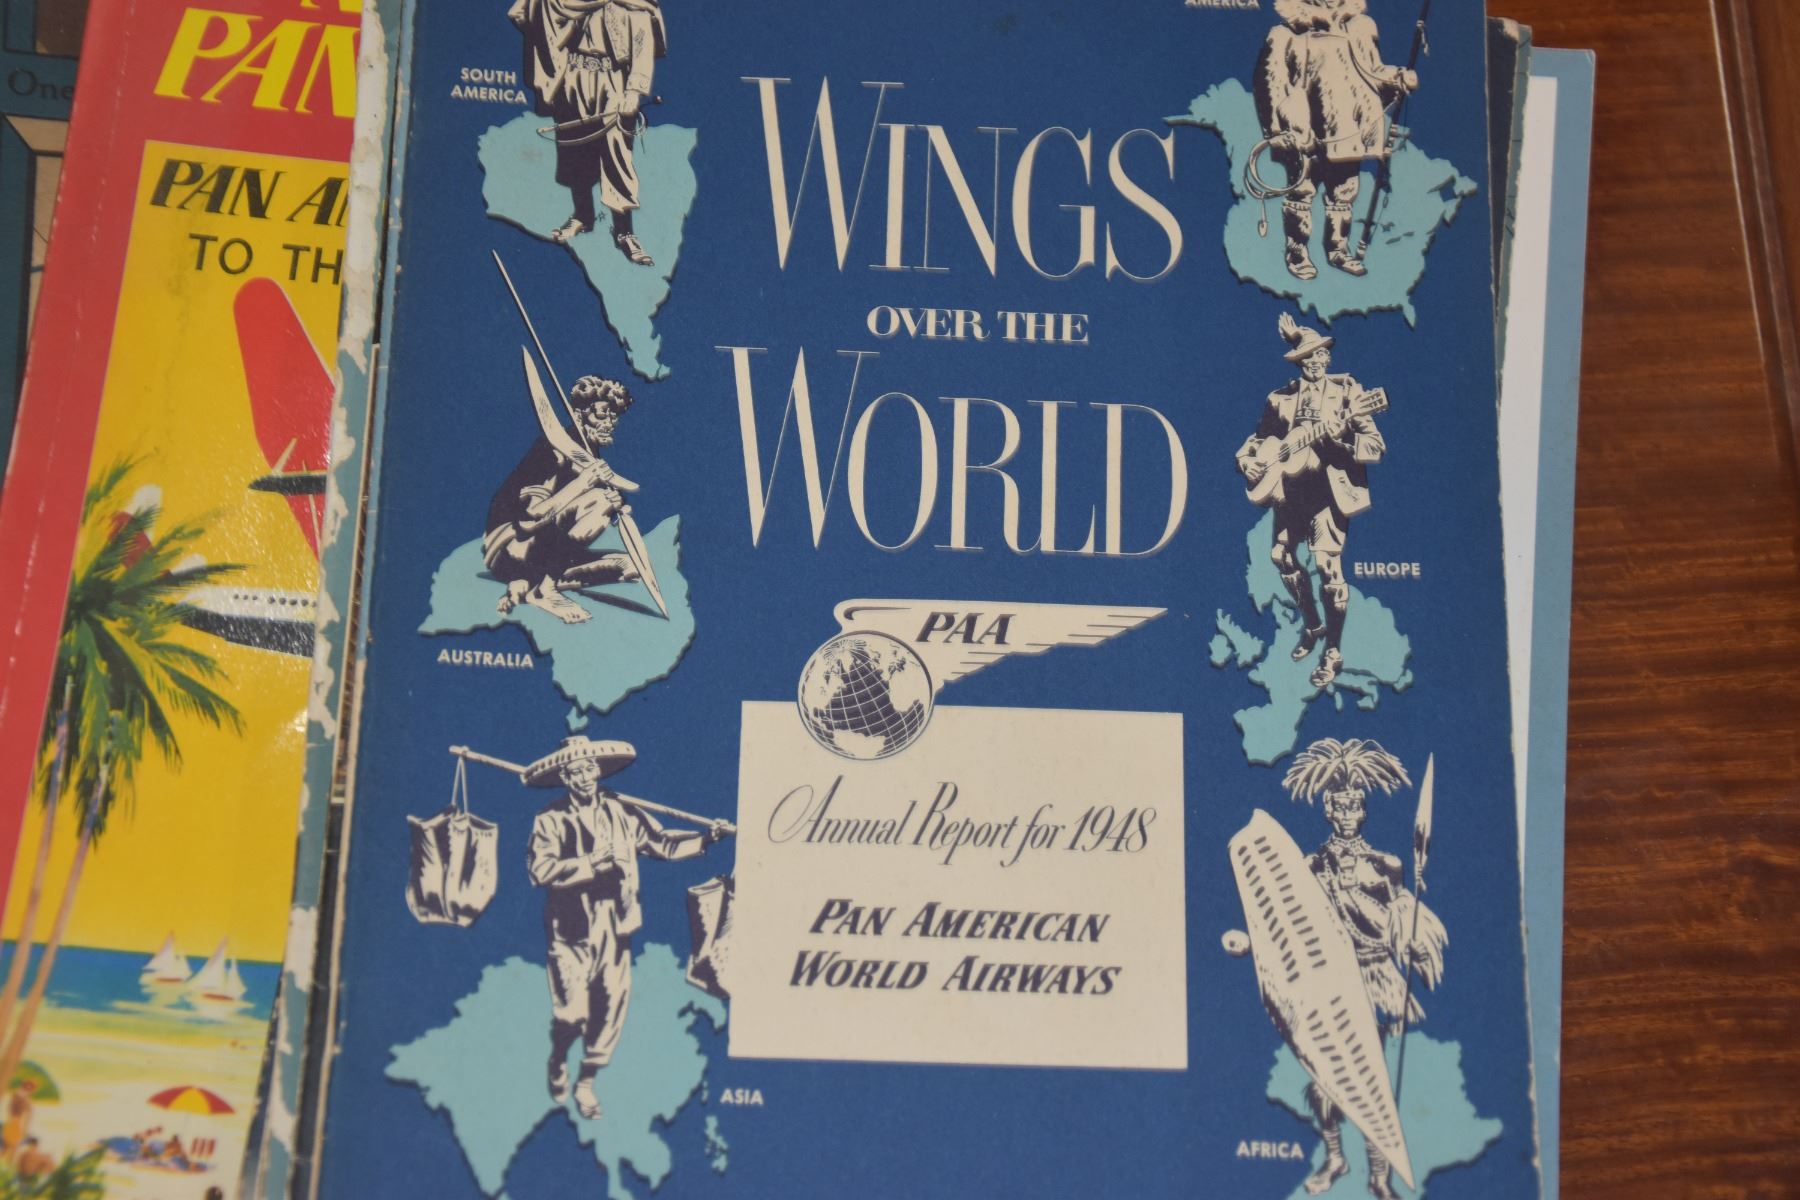 One
PAN
PAN
TO TH
SOUTH
AMERICA
AMERICA
WINGS
OVER THE
WORLD
PAA
EUROPE
AUSTRALIA
Annual Report for 1948
PAN AMERICAN
WORLD AIRWAYS
ASIA
AFRICA